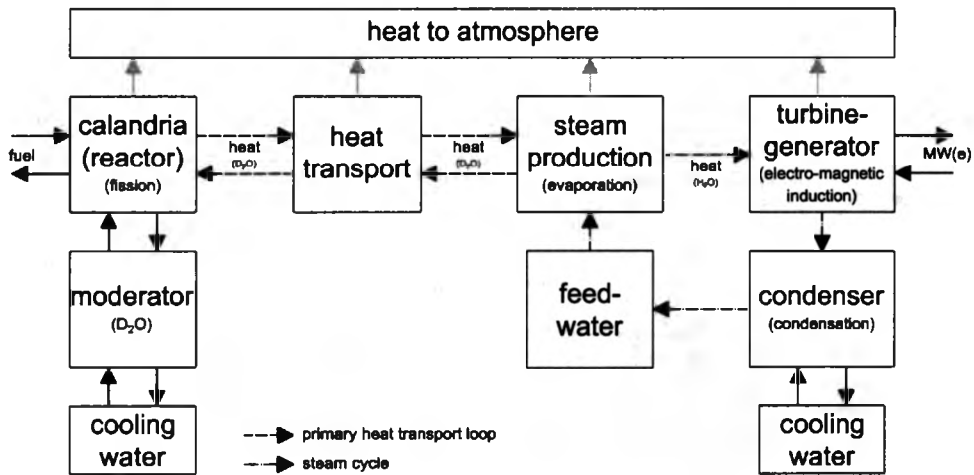 heat to atmosphere
calandria
(reactor)
(fission)
fuel
heat
(D₂O)
heat
transport
heat
(D₂O)
steam
production
(evaporation)
heat
(H₂O)
turbine-
generator
(electro-magnetic
induction)
MW(e)
moderator
(D₂O)
feed-
water
condenser
(condensation)
cooling
water
cooling
water
primary heat transport loop
steam cycle